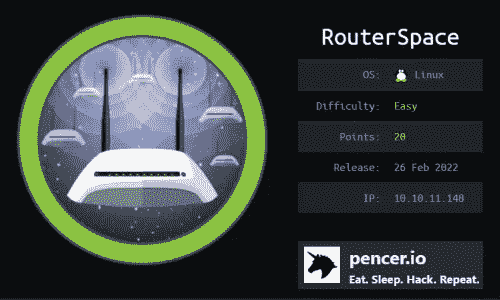 RouterSpace
OS: Linux
Difficulty: Easy
Points: 20
Release: 26 Feb 2022
IP: 10.10.11.148
pencer.io
Eat. Sleep. Hack. Repeat.